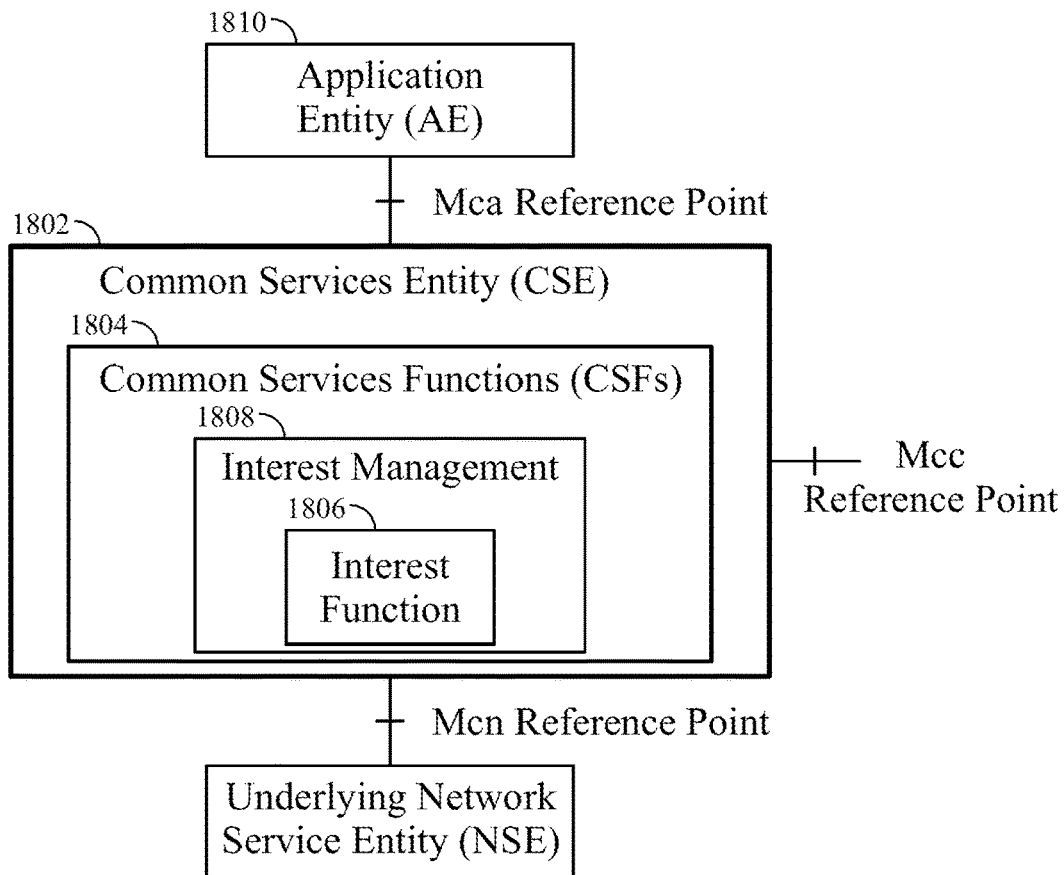 1810
Application
Entity (AE)
Mca Reference Point
1802
Common Services Entity (CSE)
1804
Common Services Functions (CSFs)
1808
Interest Management
1806
Interest
Function
Mcc
Reference Point
Mcn Reference Point
Underlying Network
Service Entity (NSE)